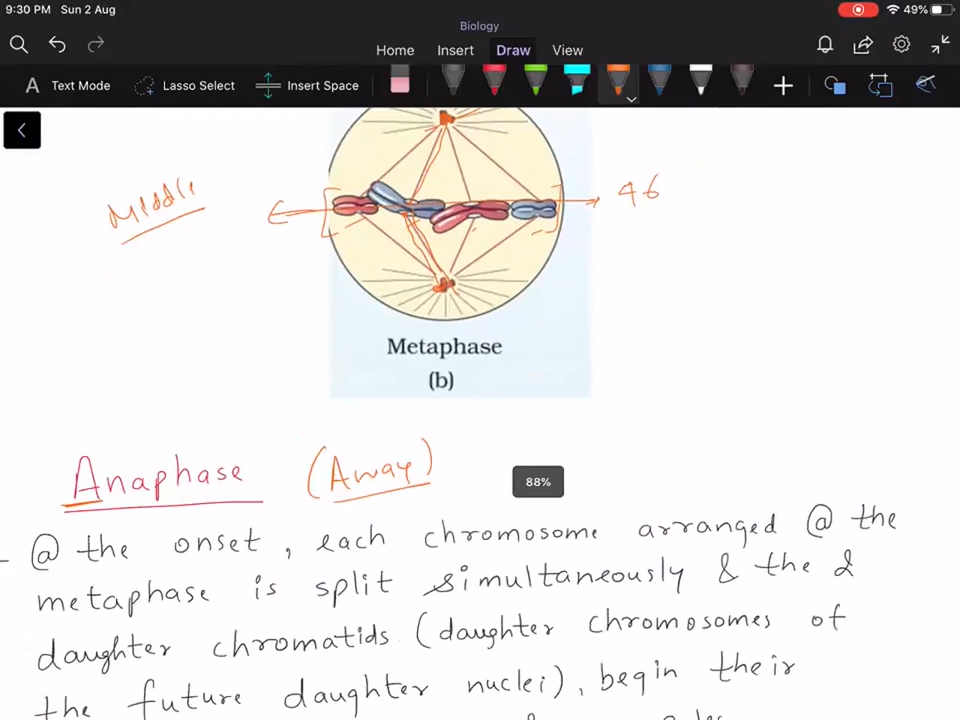 9:30 PM Sun 2 Aug
49%
Biology
Home Insert Draw View
Text Mode Lasso Select Insert Space
Middle
46
Metaphase
(b)
88%
Anaphase (Away)
@ the onset, each chromosome arranged @ the
metaphase is split simultaneously & the 2
daughter chromatids (daughter chromosomes of
the future daughter nuclei), begin their